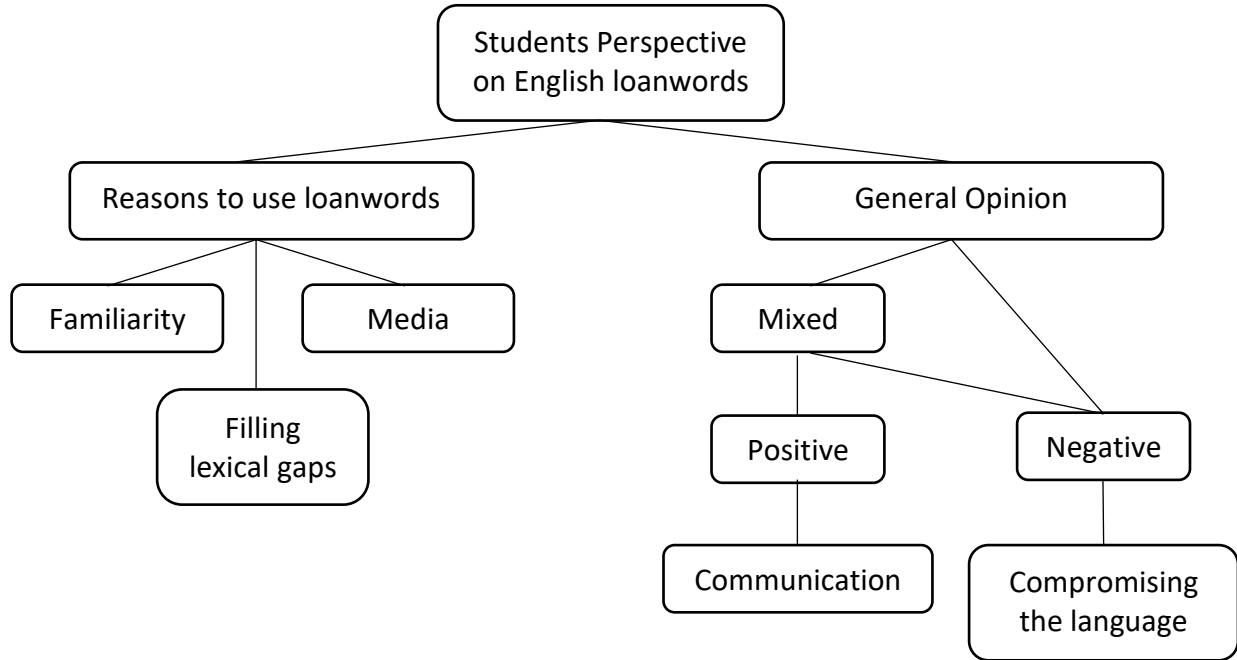 Students Perspective
on English loanwords
Reasons to use loanwords
General Opinion
Familiarity
Media
Mixed
Filling
lexical gaps
Positive
Negative
Communication
Compromising
the language